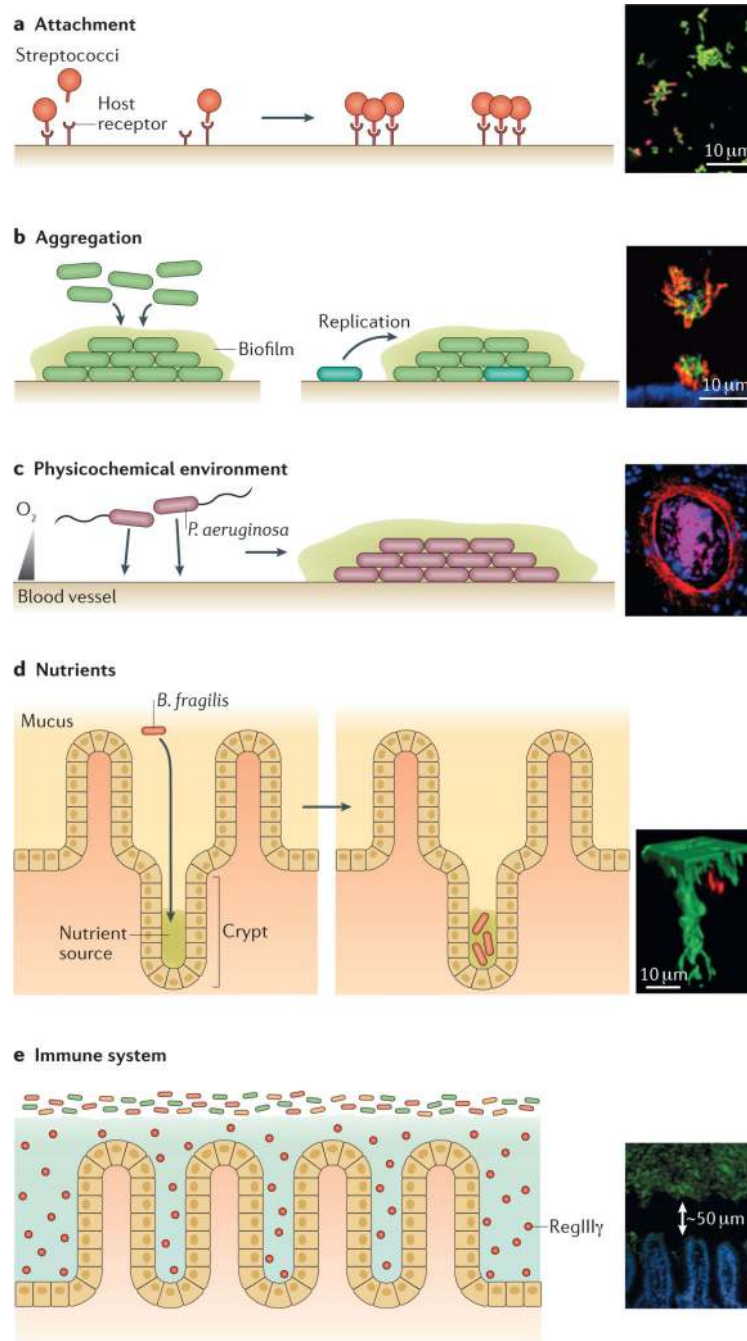 a Attachment
Streptococci
Host
receptor
10 µm
b Aggregation
Biofilm
Replication
10 µm
c Physicochemical environment
O₂
P. aeruginosa
Blood vessel
d Nutrients
B. fragilis
Mucus
Nutrient
source
Crypt
10 µm
e Immune system
RegIIIγ
~50 µm